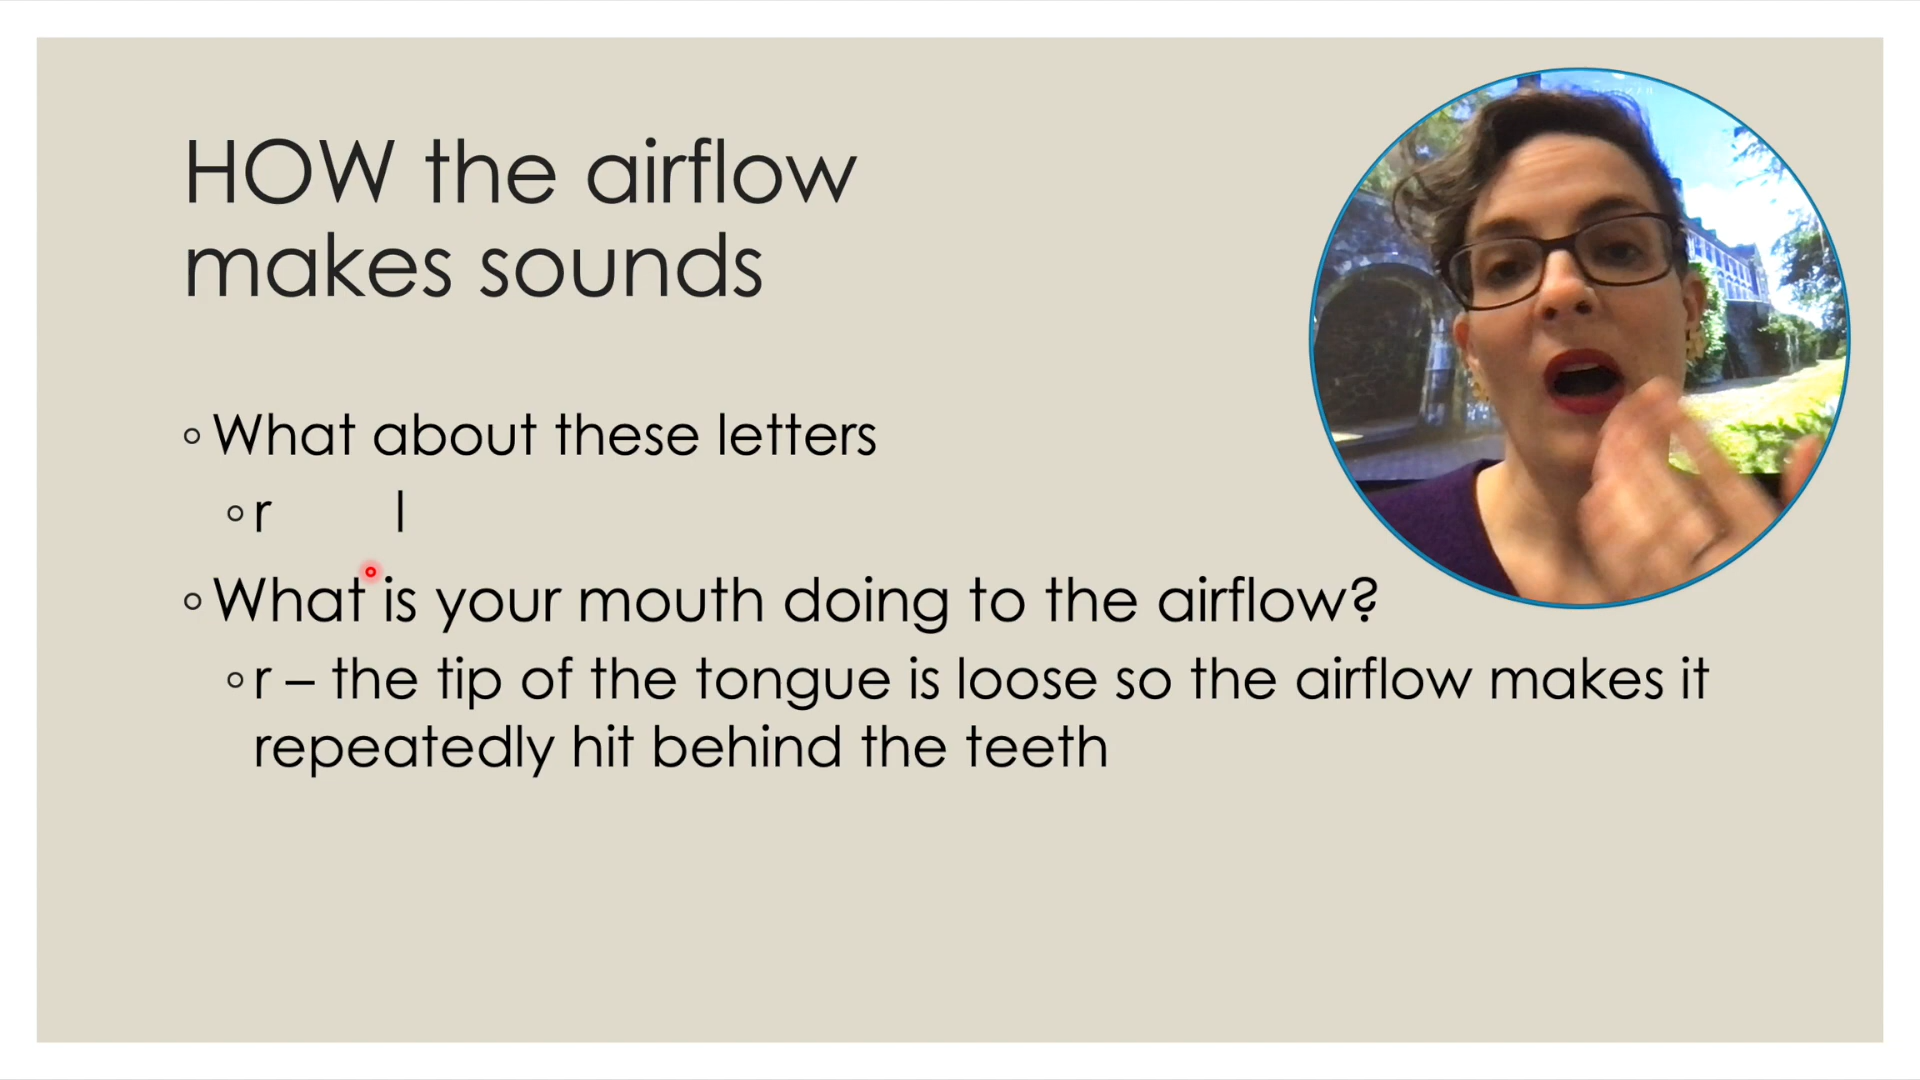 HOW the airflow
makes sounds
What about these letters
r l
What is your mouth doing to the airflow?
r – the tip of the tongue is loose so the airflow makes it
repeatedly hit behind the teeth